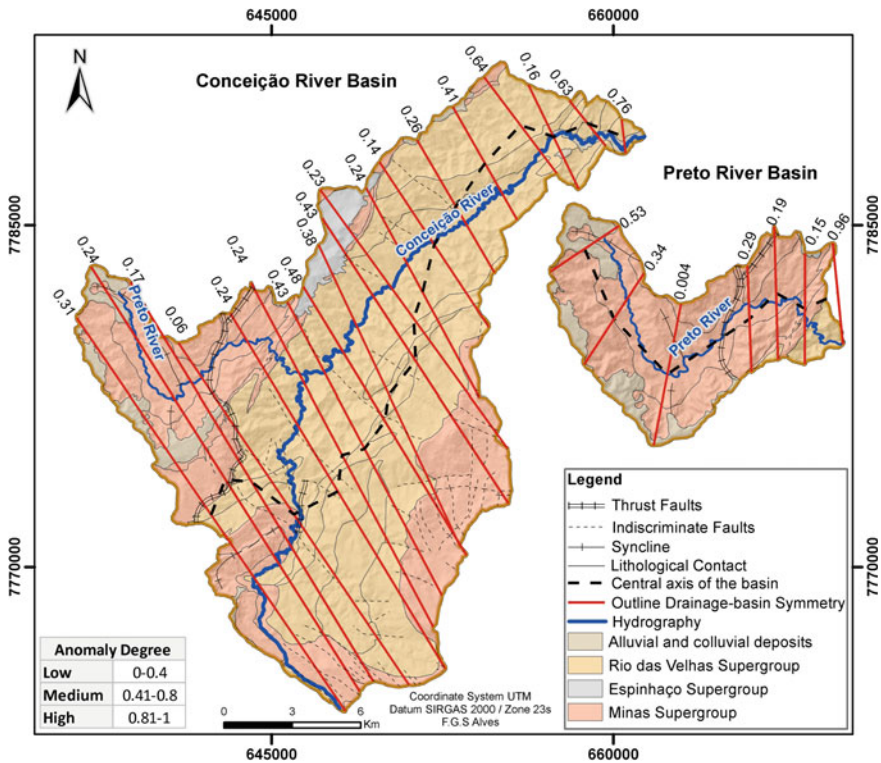 645000
660000
N
Conceição River Basin
0.64
0.16
0.63
0.76
0.41
0.26
0.14
0.24
0.23
0.43
0.38
0.48
0.43
0.24
0.24
0.06
0.17
0.24
0.31
Conceição River
Preto River
Preto River Basin
0.53
0.34
0.004
0.29
0.19
0.15
0.96
Preto River
7785000
7785000
7770000
7770000
Legend
Thrust Faults
Indiscriminate Faults
Syncline
Lithological Contact
Central axis of the basin
Outline Drainage-basin Symmetry
Hydrography
Alluvial and colluvial deposits
Rio das Velhas Supergroup
Espinhaço Supergroup
Minas Supergroup
Anomaly Degree
Low 0-0.4
Medium 0.41-0.8
High 0.81-1
0 3 6
Km
Coordinate System UTM
Datum SIRGAS 2000 / Zone 23s
F.G.S Alves
645000
660000